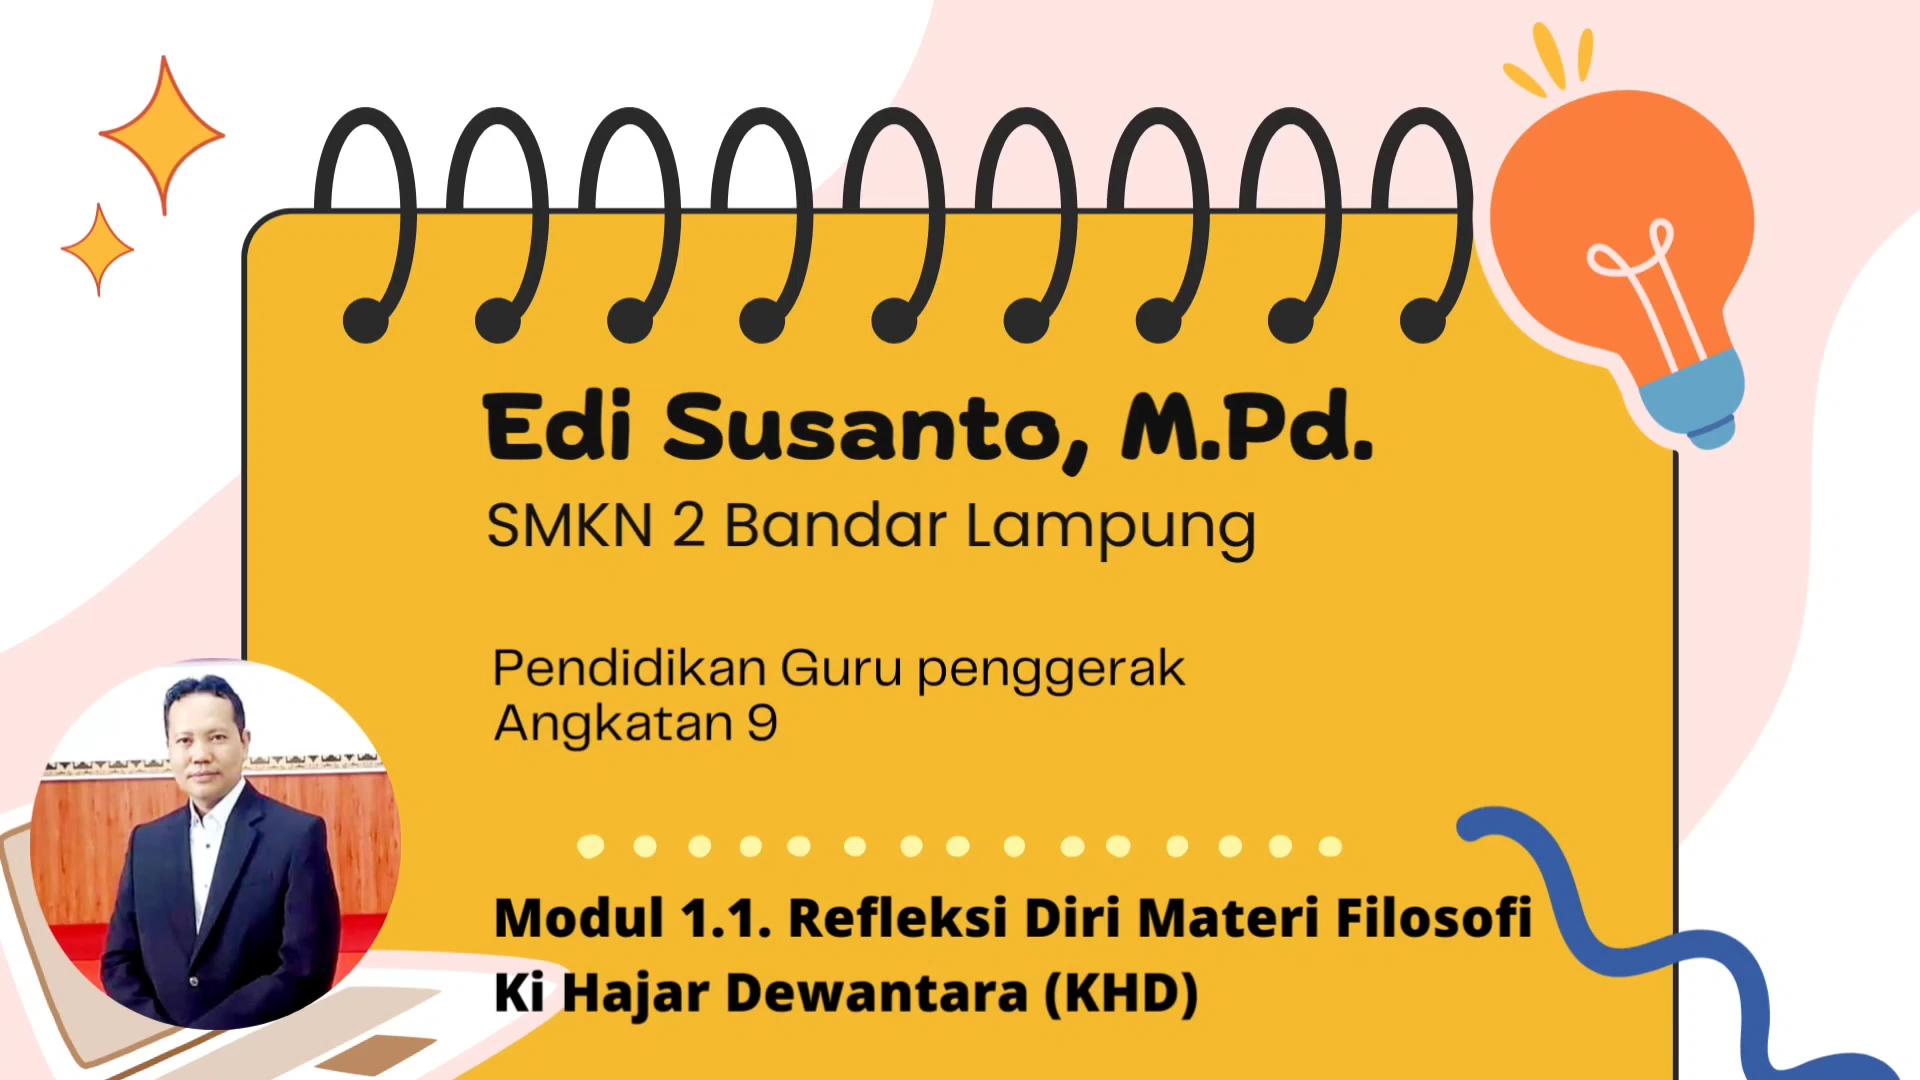 Edi Susanto, M.Pd.
SMKN 2 Bandar Lampung
Pendidikan Guru penggerak
Angkatan 9
Modul 1.1. Refleksi Diri Materi Filosofi
Ki Hajar Dewantara (KHD)